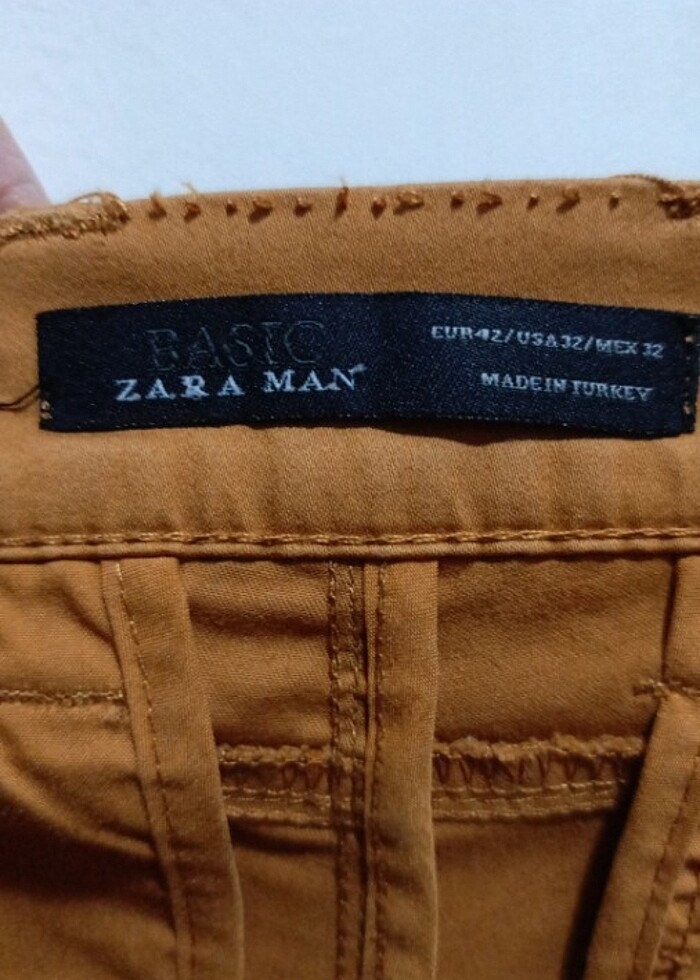 BASIC
ZARA MAN
EUR 42/USA 32/MEX 32
MADE IN TURKEY